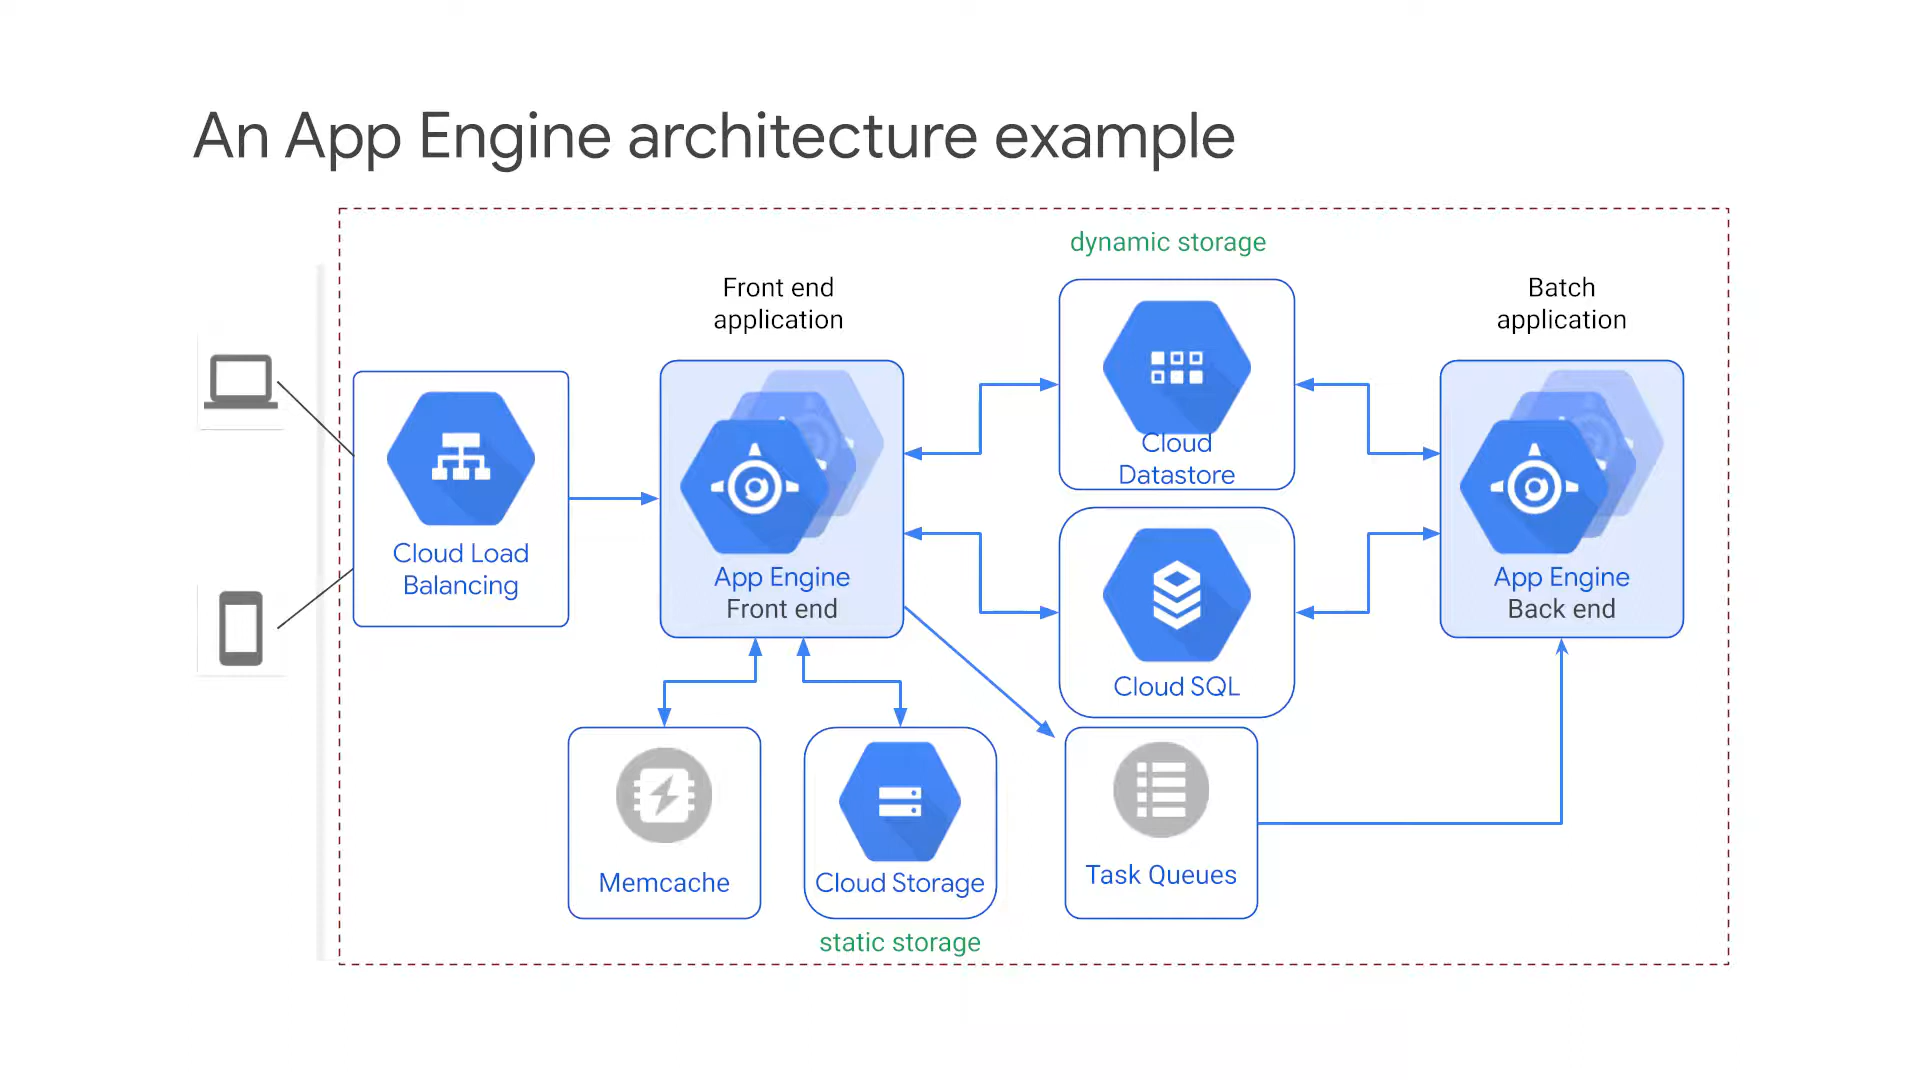 An App Engine architecture example
dynamic storage
Front end
application
Batch
application
Cloud Load
Balancing
App Engine
Front end
Cloud
Datastore
Cloud SQL
App Engine
Back end
Memcache
Cloud Storage
Task Queues
static storage